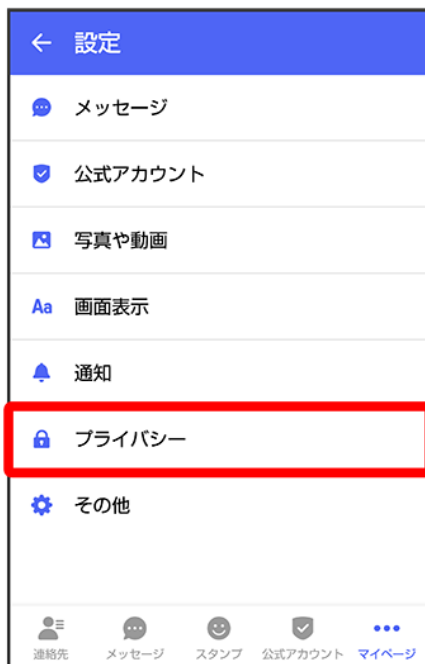 設定
メッセージ
公式アカウント
写真や動画
Aa 画面表示
通知
プライバシー
その他
連絡先 メッセージ スタンプ 公式アカウント マイページ